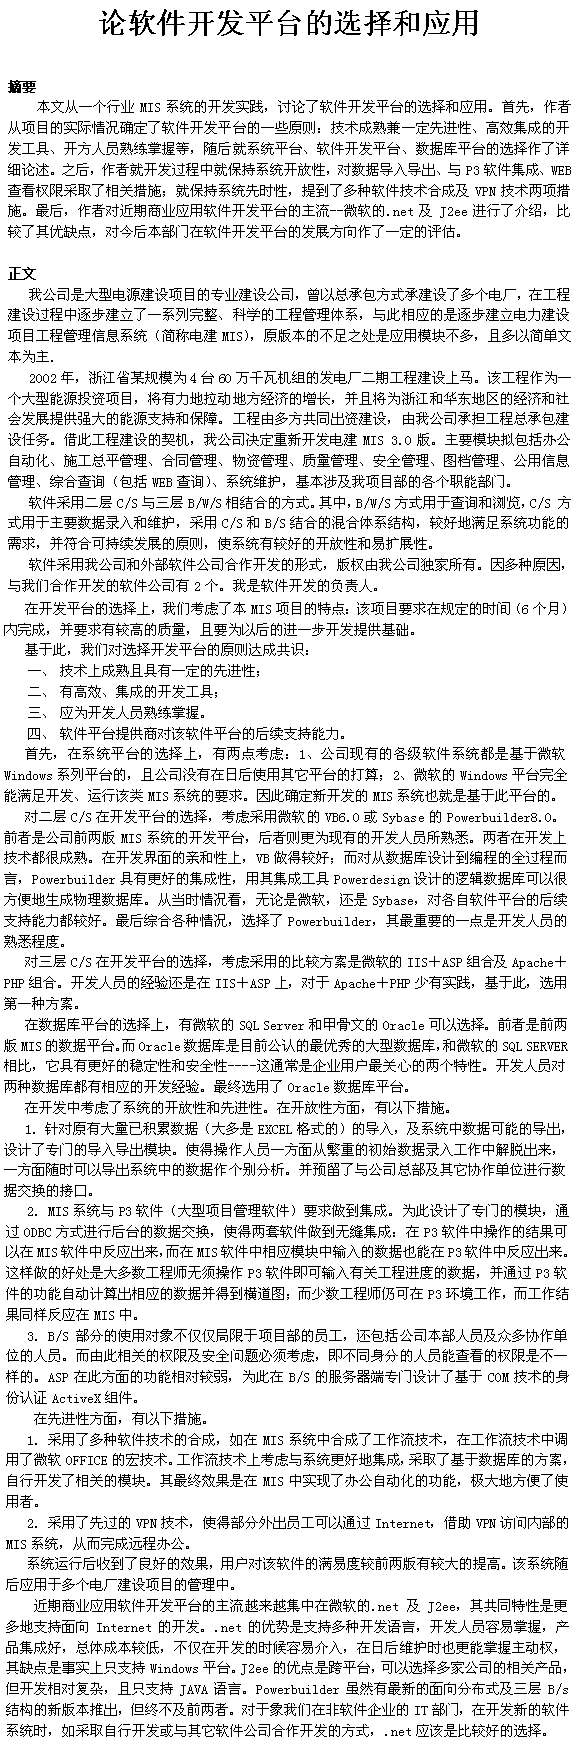 论软件开发平台的选择和应用
摘要
本文从一个行业 MIS 系统的开发实践，讨论了软件开发平台的选择和应用。首先，作者
从项目的实际情况确定了软件开发平台的一些原则：技术成熟兼一定先进性、高效集成的开
发工具、开方人员熟练掌握等，随后就系统平台、软件开发平台、数据库平台的选择作了详
细论述。之后，作者就开发过程中就保持系统开放性，对数据导入导出、与 P3 软件集成、WEB
查看权限采取了相关措施；就保持系统先时性，提到了多种软件技术合成及 VPN 技术两项措
施。最后，作者对近期商业应用软件开发平台的主流--微软的.net 及 J2ee 进行了介绍，比
较了其优缺点，对今后本部门在软件开发平台的发展方向作了一定的评估。
正文
我公司是大型电源建设项目的专业建设公司，曾以总承包方式承建设了多个电厂，在工程
建设过程中逐步建立了一系列完整、科学的工程管理体系，与此相应的是逐步建立电力建设
项目工程管理信息系统（简称电建 MIS），原版本的不足之处是应用模块不多，且多以简单文
本为主.
2002 年，浙江省某规模为 4 台 60 万千瓦机组的发电厂二期工程建设上马。该工程作为一
个大型能源投资项目，将有力地拉动地方经济的增长，并且将为浙江和华东地区的经济和社
会发展提供强大的能源支持和保障。工程由多方共同出资建设，由我公司承担工程总承包建
设任务。借此工程建设的契机，我公司决定重新开发电建 MIS 3.0 版。主要模块拟包括办公
自动化、施工总平管理、合同管理、物资管理、质量管理、安全管理、图档管理、公用信息
管理、综合查询（包括 WEB 查询）、系统维护，基本涉及我项目部的各个职能部门。
软件采用二层 C/S 与三层 B/W/S 相结合的方式。其中，B/W/S 方式用于查询和浏览，C/S 方
式用于主要数据录入和维护，采用 C/S 和 B/S 结合的混合体系结构，较好地满足系统功能的
需求，并符合可持续发展的原则，使系统有较好的开放性和易扩展性。
软件采用我公司和外部软件公司合作开发的形式，版权由我公司独家所有。因多种原因，
与我们合作开发的软件公司有 2 个。我是软件开发的负责人。
在开发平台的选择上，我们考虑了本 MIS 项目的特点：该项目要求在规定的时间(6 个月)
内完成，并要求有较高的质量，且要为以后的进一步开发提供基础。
基于此，我们对选择开发平台的原则达成共识：
一、 技术上成熟且具有一定的先进性；
二、 有高效、集成的开发工具；
三、 应为开发人员熟练掌握。
四、 软件平台提供商对该软件平台的后续支持能力。
首先，在系统平台的选择上，有两点考虑：1、公司现有的各级软件系统都是基于微软
Windows 系列平台的，且公司没有在日后使用其它平台的打算；2、微软的 Windows 平台完全
能满足开发、运行该类 MIS 系统的要求。因此确定新开发的 MIS 系统也就是基于此平台的。
对二层 C/S 在开发平台的选择，考虑采用微软的 VB6.0 或 Sybase 的 Powerbuilder8.0。
前者是公司前两版 MIS 系统的开发平台，后者则更为现有的开发人员所熟悉。两者在开发上
技术都很成熟。在开发界面的亲和性上，VB 做得较好；而对从数据库设计到编程的全过程而
言，Powerbuilder 具有更好的集成性，用其集成工具 Powerdesign 设计的逻辑数据库可以很
方便地生成物理数据库。从当时情况看，无论是微软，还是 Sybase，对各自软件平台的后续
支持能力都较好。最后综合各种情况，选择了 Powerbuilder，其最重要的一点是开发人员的
熟悉程度。
对三层 C/S 在开发平台的选择，考虑采用的比较方案是微软的 IIS＋ASP 组合及 Apache＋
PHP 组合。开发人员的经验还是在 IIS＋ASP 上，对于 Apache＋PHP 少有实践，基于此，选用
第一种方案。
在数据库平台的选择上，有微软的 SQL Server 和甲骨文的 Oracle 可以选择。前者是前两
版 MIS 的数据平台。而 Oracle 数据库是目前公认的最优秀的大型数据库，和微软的 SQL SERVER
相比，它具有更好的稳定性和安全性----这通常是企业用户最关心的两个特性。开发人员对
两种数据库都有相应的开发经验。最终选用了 Oracle 数据库平台。
在开发中考虑了系统的开放性和先进性。在开放性方面，有以下措施。
1. 针对原有大量已积累数据（大多是 EXCEL 格式的）的导入，及系统中数据可能的导出，
设计了专门的导入导出模块。使得操作人员一方面从繁重的初始数据录入工作中解脱出来，
一方面随时可以导出系统中的数据作个别分析。并预留了与公司总部及其它协作单位进行数
据交换的接口。
2. MIS 系统与 P3 软件（大型项目管理软件）要求做到集成。为此设计了专门的模块，通
过 ODBC 方式进行后台的数据交换，使得两套软件做到无缝集成：在 P3 软件中操作的结果可
以在 MIS 软件中反应出来，而在 MIS 软件中相应模块中输入的数据也能在 P3 软件中反应出来。
这样做的好处是大多数工程师无须操作 P3 软件即可输入有关工程进度的数据，并通过 P3 软
件的功能自动计算出相应的数据并得到横道图；而少数工程师仍可在 P3 环境工作，而工作结
果同样反应在 MIS 中。
3. B/S 部分的使用对象不仅仅局限于项目部的员工，还包括公司本部人员及众多协作单
位的人员。而由此相关的权限及安全问题必须考虑，即不同身分的人员能查看的权限是不一
样的。ASP 在此方面的功能相对较弱，为此在 B/S 的服务器端专门设计了基于 COM 技术的身
份认证 ActiveX 组件。
在先进性方面，有以下措施。
1. 采用了多种软件技术的合成，如在 MIS 系统中合成了工作流技术，在工作流技术中调
用了微软 OFFICE 的宏技术。工作流技术上考虑与系统更好地集成，采取了基于数据库的方案，
自行开发了相关的模块。其最终效果是在 MIS 中实现了办公自动化的功能，极大地方便了使
用者。
2. 采用了先过的 VPN 技术，使得部分外出员工可以通过 Internet，借助 VPN 访问内部的
MIS 系统，从而完成远程办公。
系统运行后收到了良好的效果，用户对该软件的满易度较前两版有较大的提高。该系统随
后应用于多个电厂建设项目的管理中。
近期商业应用软件开发平台的主流越来越集中在微软的.net 及 J2ee，其共同特性是更
多地支持面向 Internet 的开发。.net 的优势是支持多种开发语言，开发人员容易掌握，产
品集成好，总体成本较低，不仅在开发的时候容易介入，在日后维护时也更能掌握主动权，
其缺点是事实上只支持 Windows 平台。J2ee 的优点是跨平台，可以选择多家公司的相关产品，
但开发相对复杂，且只支持 JAVA 语言。Powerbuilder 虽然有最新的面向分布式及三层 B/s
结构的新版本推出，但终不及前两者。对于象我们在非软件企业的 IT 部门，在开发新的软件
系统时，如采取自行开发或与其它软件公司合作开发的方式，.net 应该是比较好的选择。